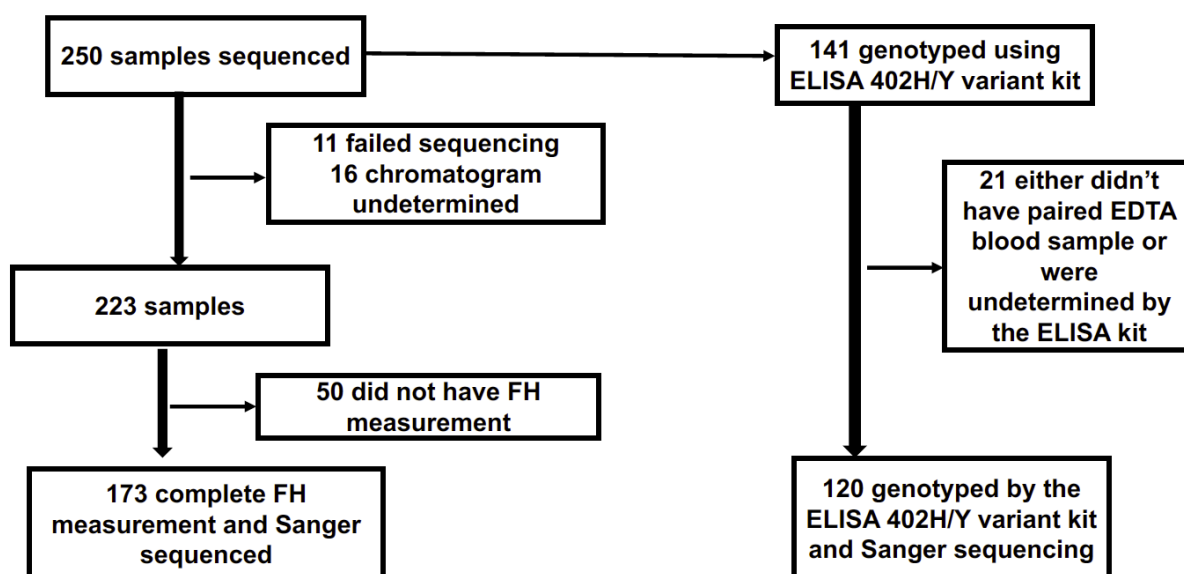 250 samples sequenced
141 genotyped using
ELISA 402H/Y variant kit
11 failed sequencing
16 chromatogram
undetermined
21 either didn’t
have paired EDTA
blood sample or
were
undetermined by
the ELISA kit
223 samples
50 did not have FH
measurement
173 complete FH
measurement and Sanger
sequenced
120 genotyped by the
ELISA 402H/Y variant kit
and Sanger sequencing